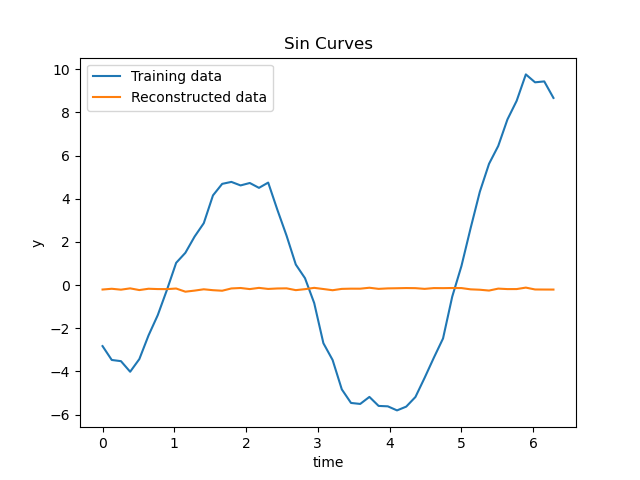 Sin Curves
Training data
Reconstructed data
10
8
6
4
2
0
−2
−4
−6
y
0 1 2 3 4 5 6
time